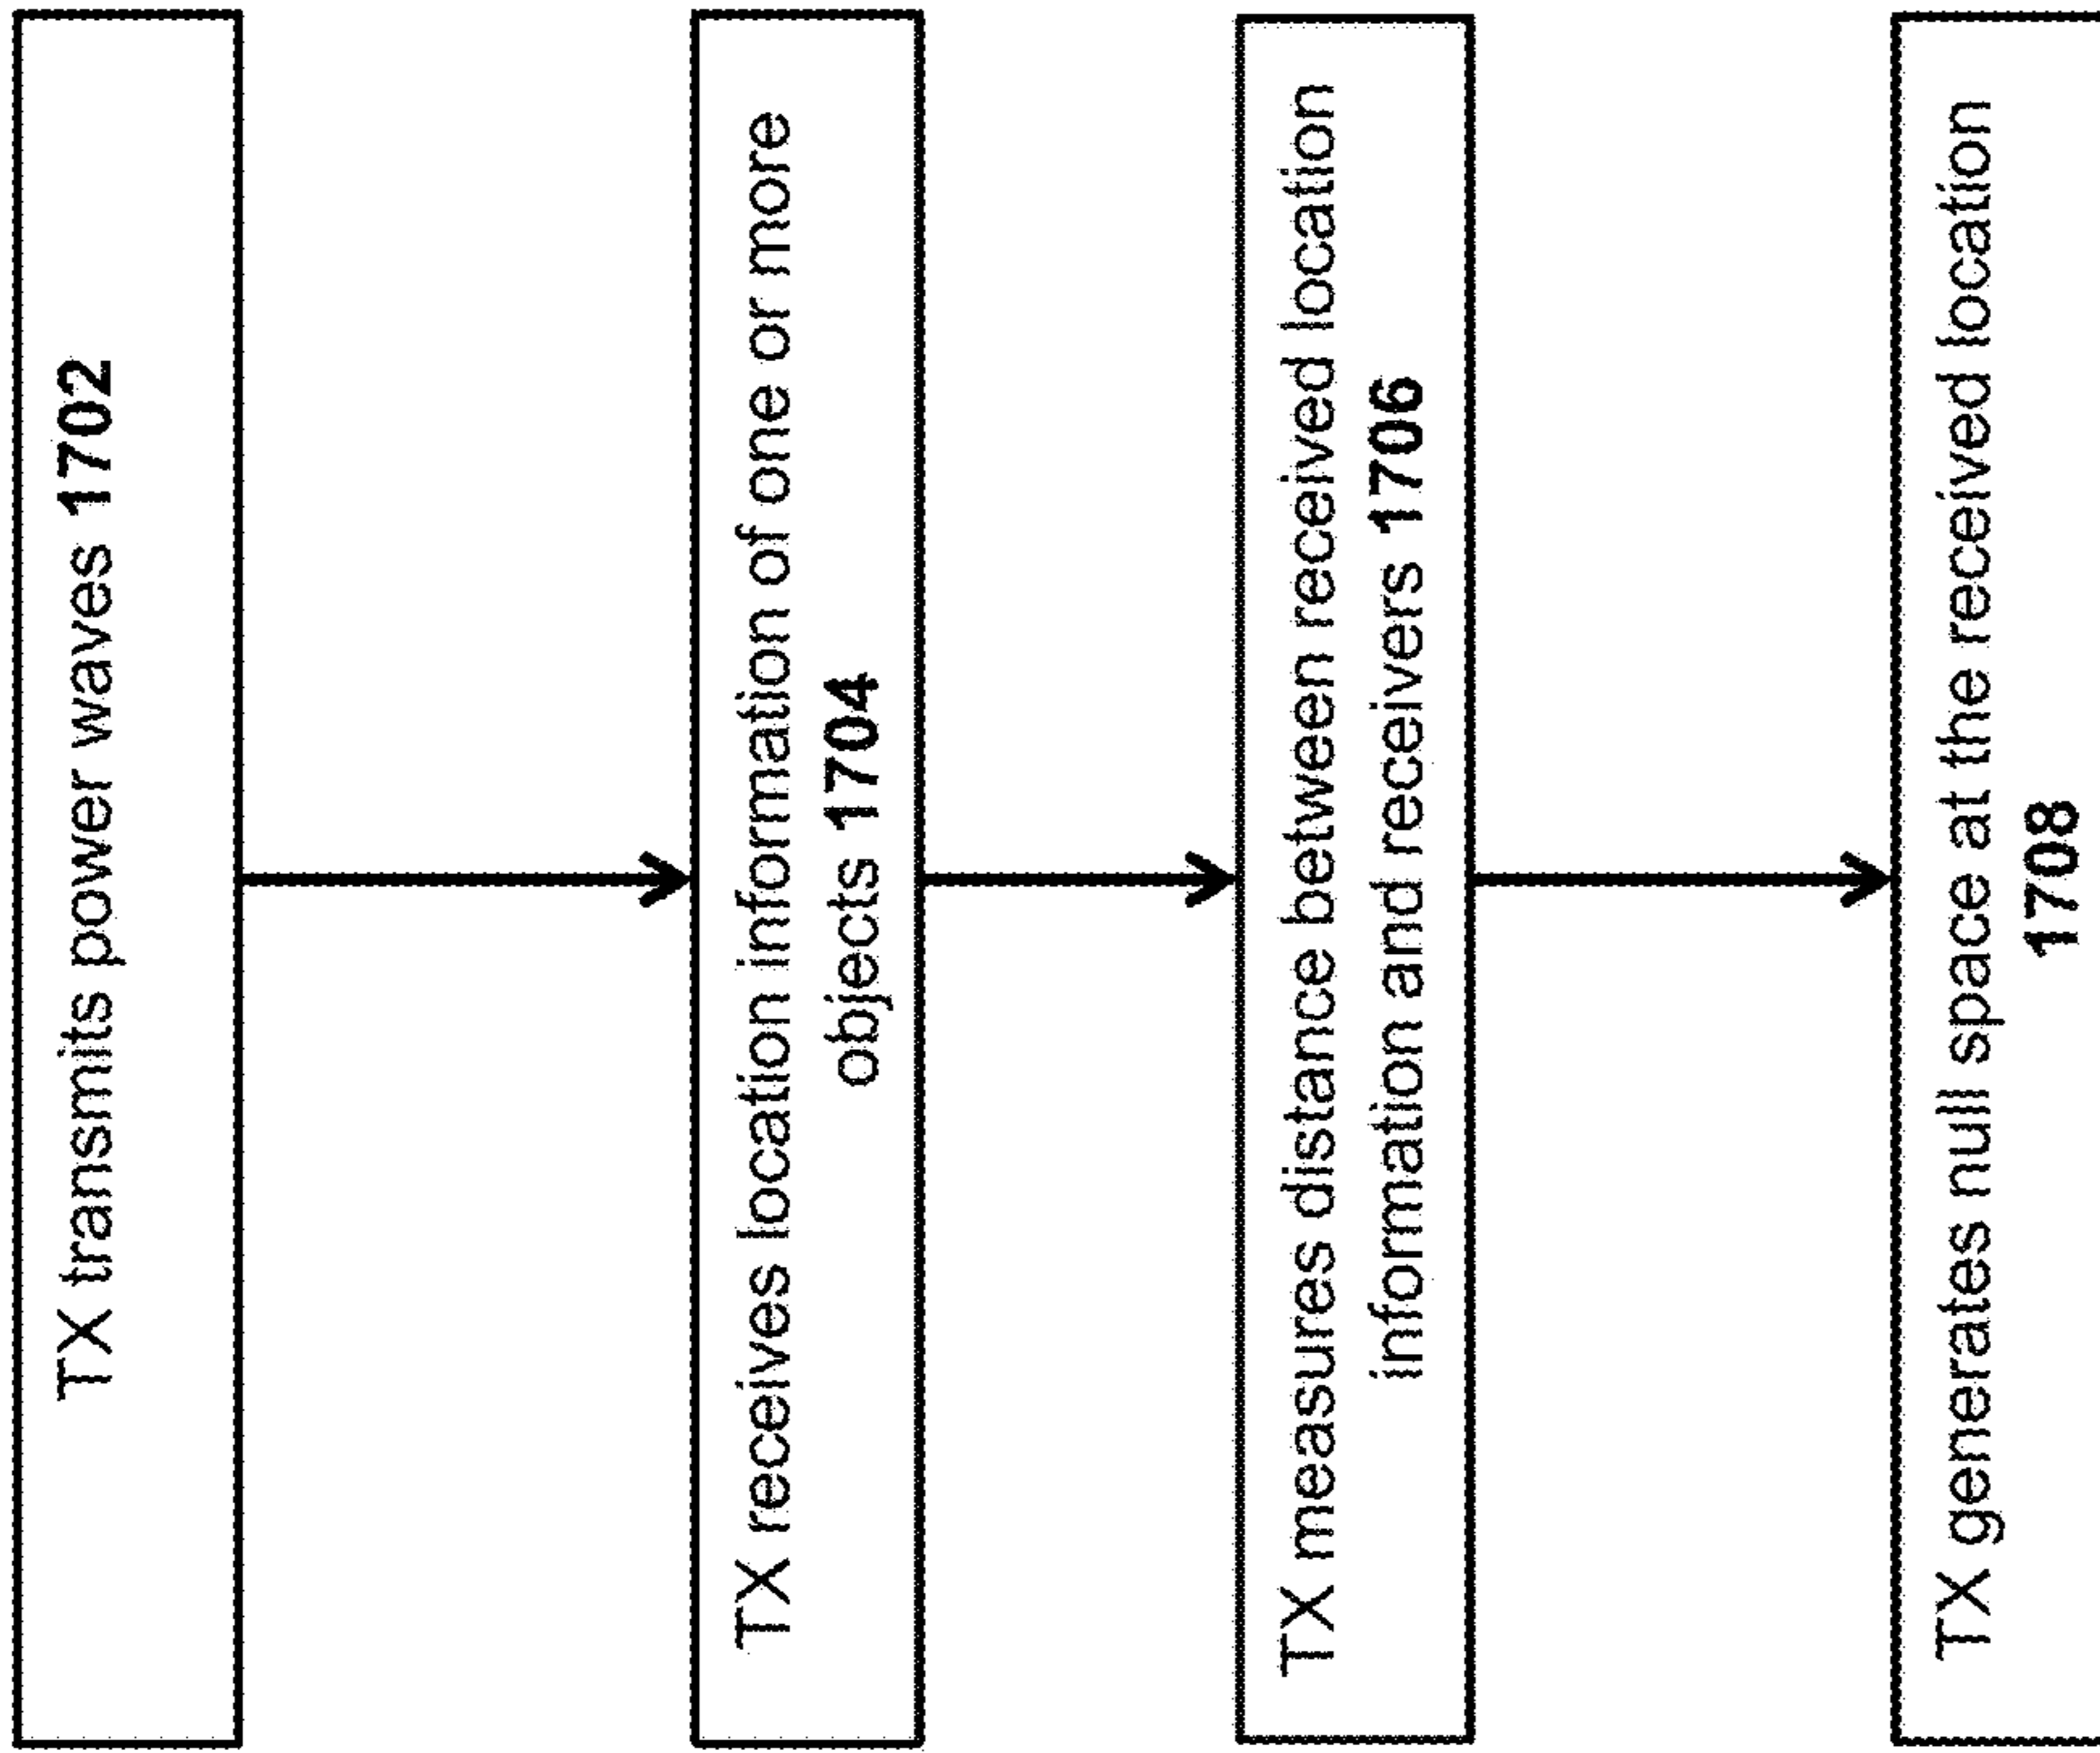 TX transmits power waves 1702
TX receives location information of one or more
objects 1704
TX measures distance between received location
information and receivers 1706
TX generates null space at the received location
1708